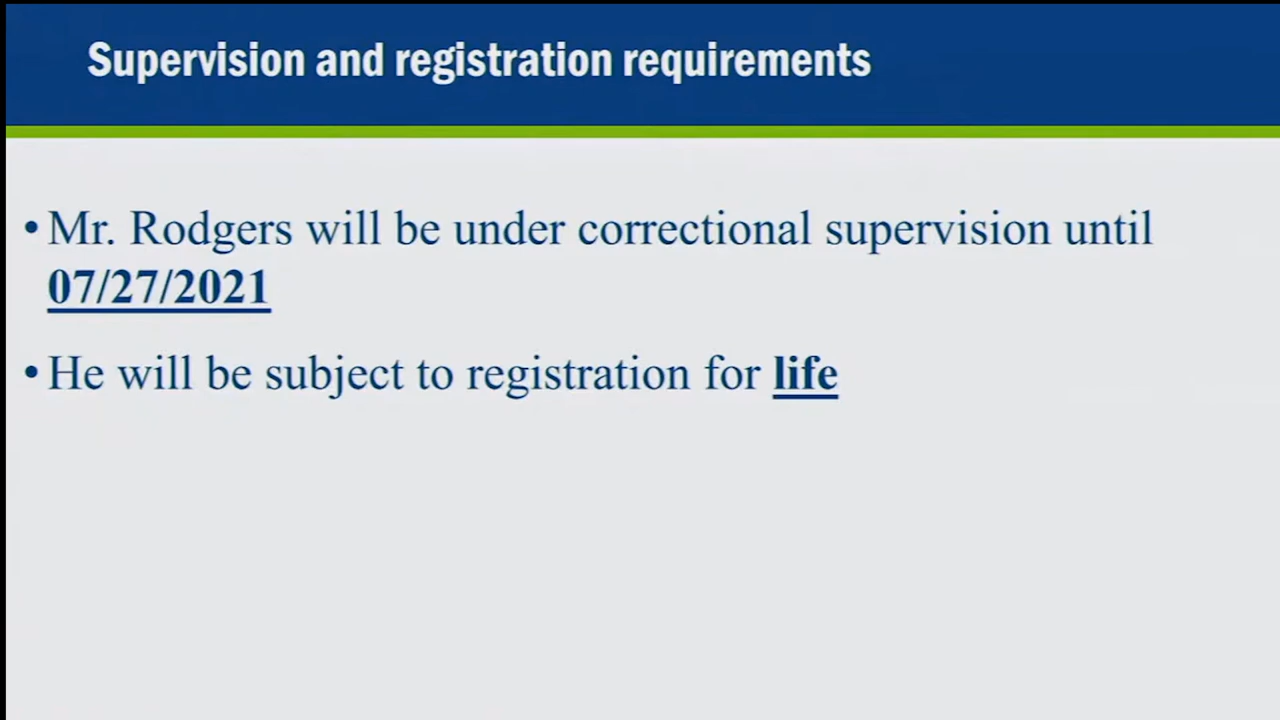 Supervision and registration requirements
• Mr. Rodgers will be under correctional supervision until
07/27/2021
• He will be subject to registration for life